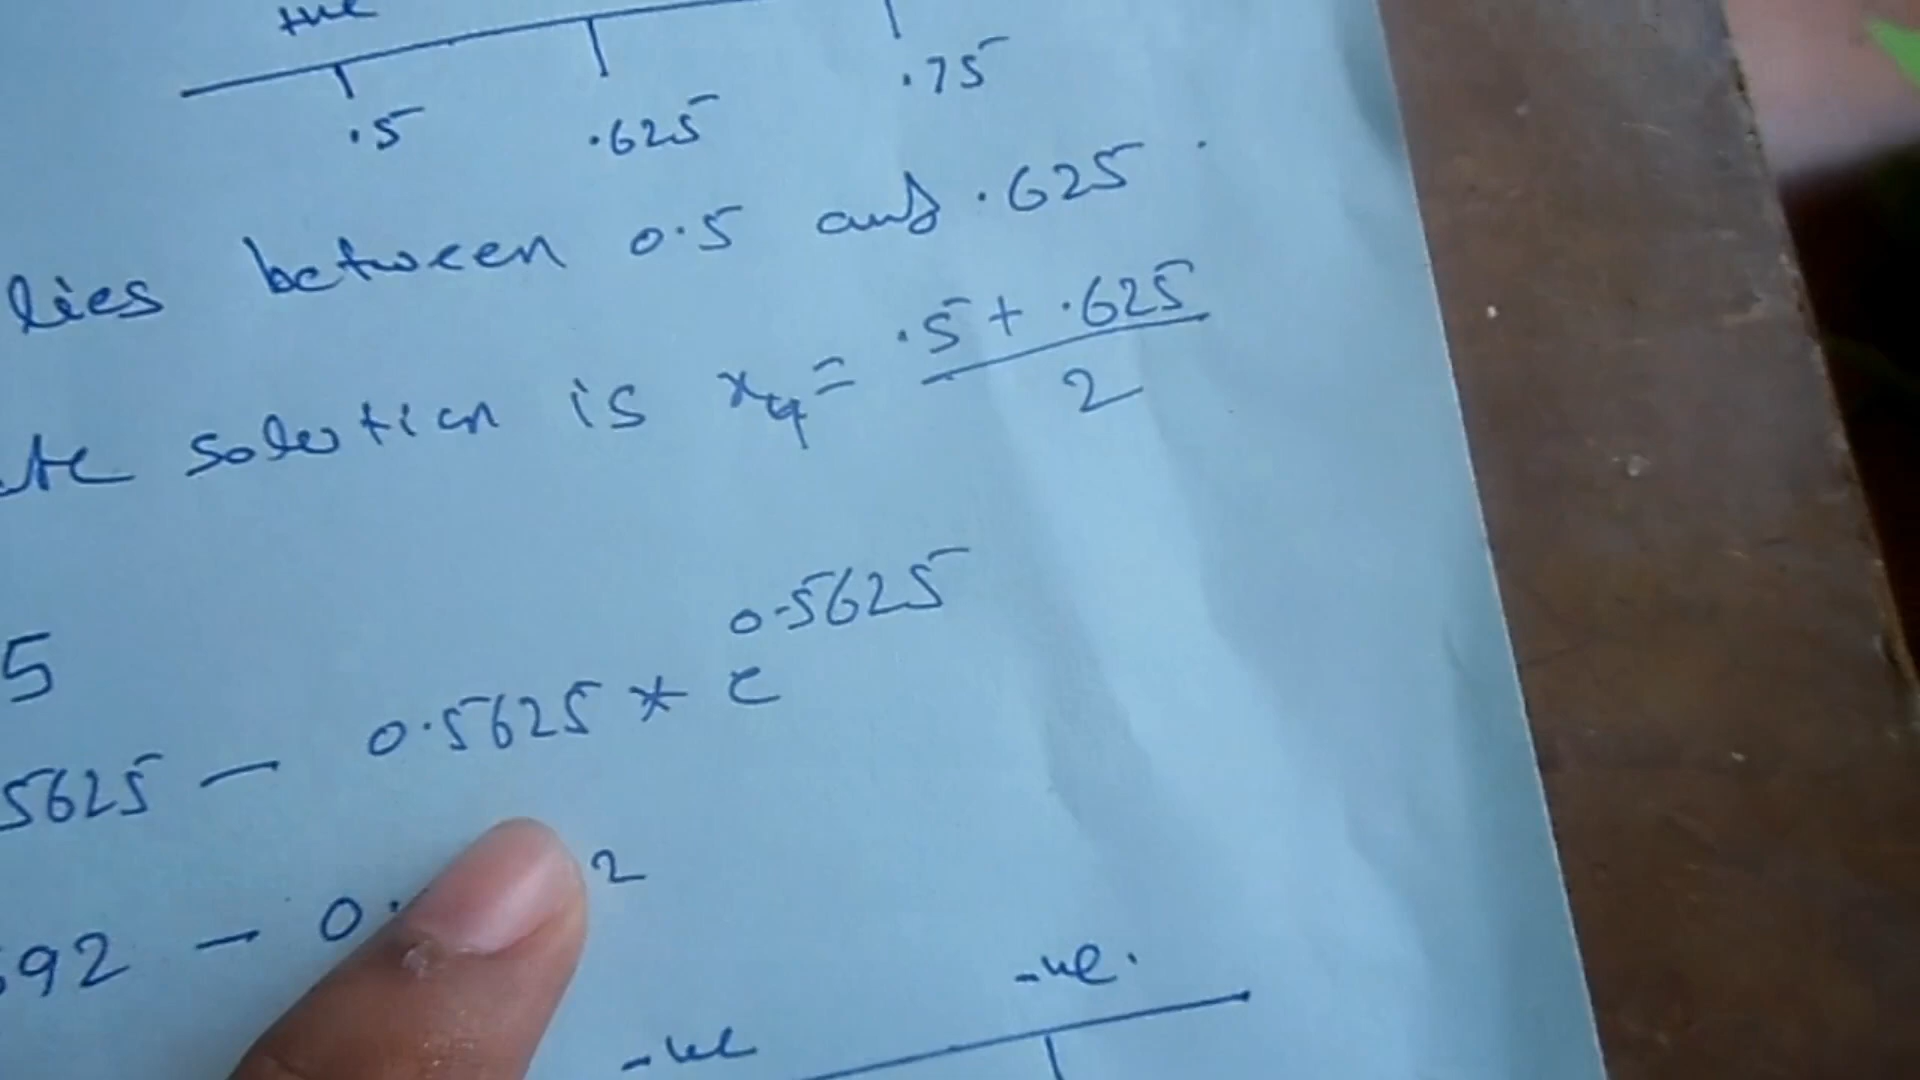 +ve
.5 .625 .75
lies between 0.5 and .625
solution is x4 = .5 + .625 / 2
5
5625 - 0.5625 * e^0.5625
92 - 0. 2
-ve -ve.